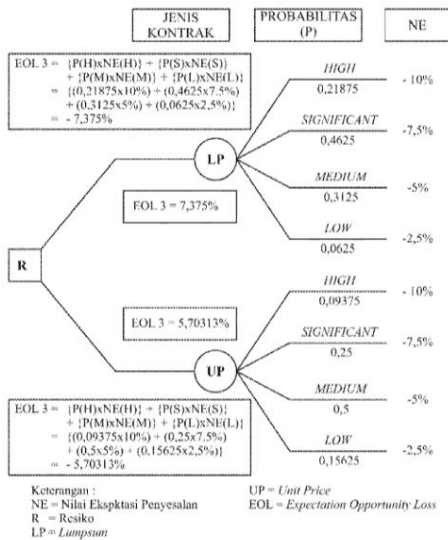 JENIS
KONTRAK
PROBABILITAS
(P)
NE
EOL 3 = {P(H)xNE(H)} + {P(S)xNE(S)}
+ {P(M)xNE(M)} + {P(L)xNE(L)}
= {(0,21875x10%) + (0,4625x7.5%)
+ (0,3125x5%) + (0,0625x2,5%)}
= - 7,375%
HIGH
0,21875
- 10%
SIGNIFICANT
0,4625
-7,5%
LP
MEDIUM
0,3125
-5%
EOL 3 = 7,375%
LOW
0,0625
-2,5%
R
HIGH
0,09375
- 10%
EOL 3 = 5,70313%
SIGNIFICANT
0,25
-7,5%
UP
MEDIUM
0,5
-5%
EOL 3 = {P(H)xNE(H)} + {P(S)xNE(S)}
+ {P(M)xNE(M)} + {P(L)xNE(L)}
= {(0,09375x10%) + (0,25x7.5%)
+ (0,5x5%) + (0.15625x2,5%)}
= - 5,70313%
LOW
0,15625
-2,5%
Keterangan :
NE = Nilai Ekspktasi Penyesalan
R = Resiko
LP = Lumpsun
UP = Unit Price
EOL = Expectation Opportunity Loss